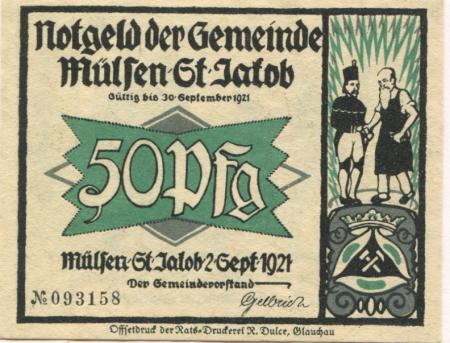 Notgeld der Gemeinde
Mülsen-St-Jakob
Gültig bis 30-September 1921
50 Pfg
Mülsen-St-Jakob-2-Sept-1921
Der Gemeindevorstand
Gelbrich
№ 093158
Offsetdruck der Rats-Druckerei R. Dulce, Glauchau